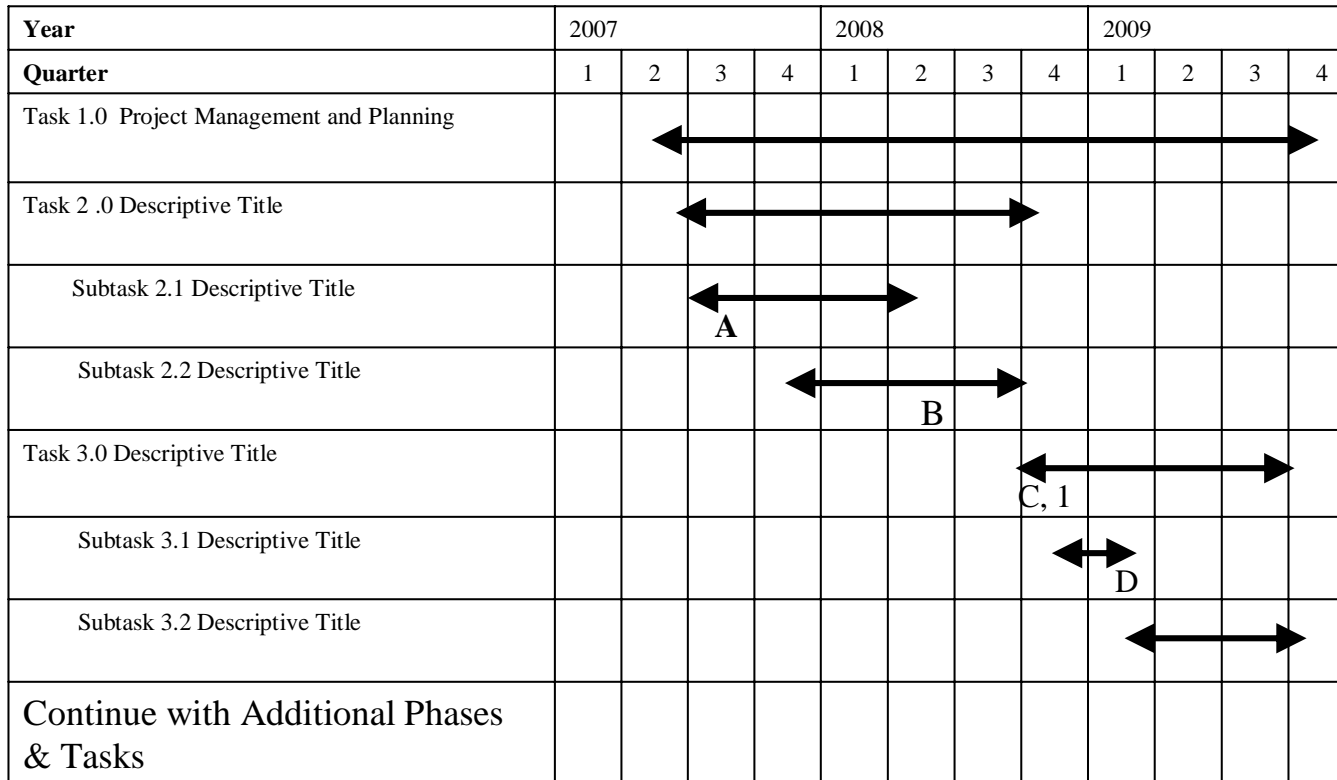 Year 2007 2008 2009
Quarter 1 2 3 4 1 2 3 4 1 2 3 4
Task 1.0  Project Management and Planning
Task 2 .0 Descriptive Title
Subtask 2.1 Descriptive Title
A
Subtask 2.2 Descriptive Title
B
Task 3.0 Descriptive Title
C, 1
Subtask 3.1 Descriptive Title
D
Subtask 3.2 Descriptive Title
Continue with Additional Phases
& Tasks